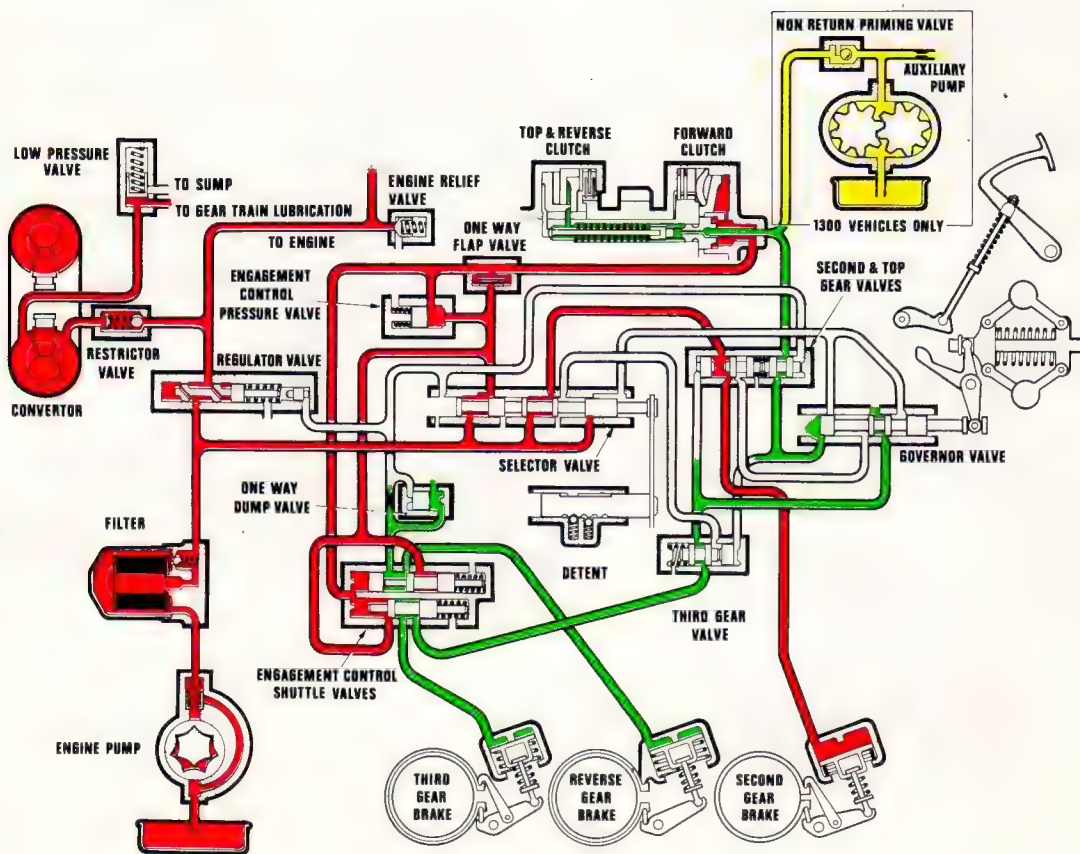 NON RETURN PRIMING VALVE
AUXILIARY
PUMP
1300 VEHICLES ONLY
TOP & REVERSE
CLUTCH
FORWARD
CLUTCH
LOW PRESSURE
VALVE
TO SUMP
TO GEAR TRAIN LUBRICATION
TO ENGINE
ENGINE RELIEF
VALVE
ONE WAY
FLAP VALVE
ENGAGEMENT
CONTROL
PRESSURE VALVE
SECOND & TOP
GEAR VALVES
RESTRICTOR
VALVE
REGULATOR VALVE
CONVERTOR
SELECTOR VALVE
GOVERNOR VALVE
ONE WAY
DUMP VALVE
FILTER
DETENT
THIRD GEAR
VALVE
ENGAGEMENT CONTROL
SHUTTLE VALVES
ENGINE PUMP
THIRD
GEAR
BRAKE
REVERSE
GEAR
BRAKE
SECOND
GEAR
BRAKE